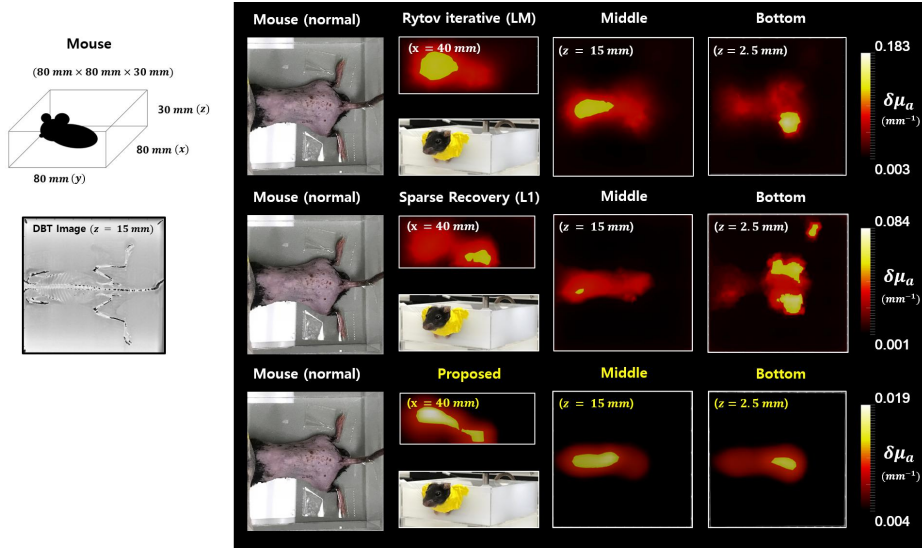 Mouse
(80 mm × 80 mm × 30 mm)
30 mm (z)
80 mm (x)
80 mm (y)
DBT Image (z = 15 mm)
Mouse (normal)
Rytov iterative (LM)
Middle
Bottom
(x = 40 mm)
(z = 15 mm)
(z = 2.5 mm)
0.183
δμₐ
(mm⁻¹)
0.003
Mouse (normal)
Sparse Recovery (L1)
Middle
Bottom
(x = 40 mm)
(z = 15 mm)
(z = 2.5 mm)
0.084
δμₐ
(mm⁻¹)
0.001
Mouse (normal)
Proposed
Middle
Bottom
(x = 40 mm)
(z = 15 mm)
(z = 2.5 mm)
0.019
δμₐ
(mm⁻¹)
0.004